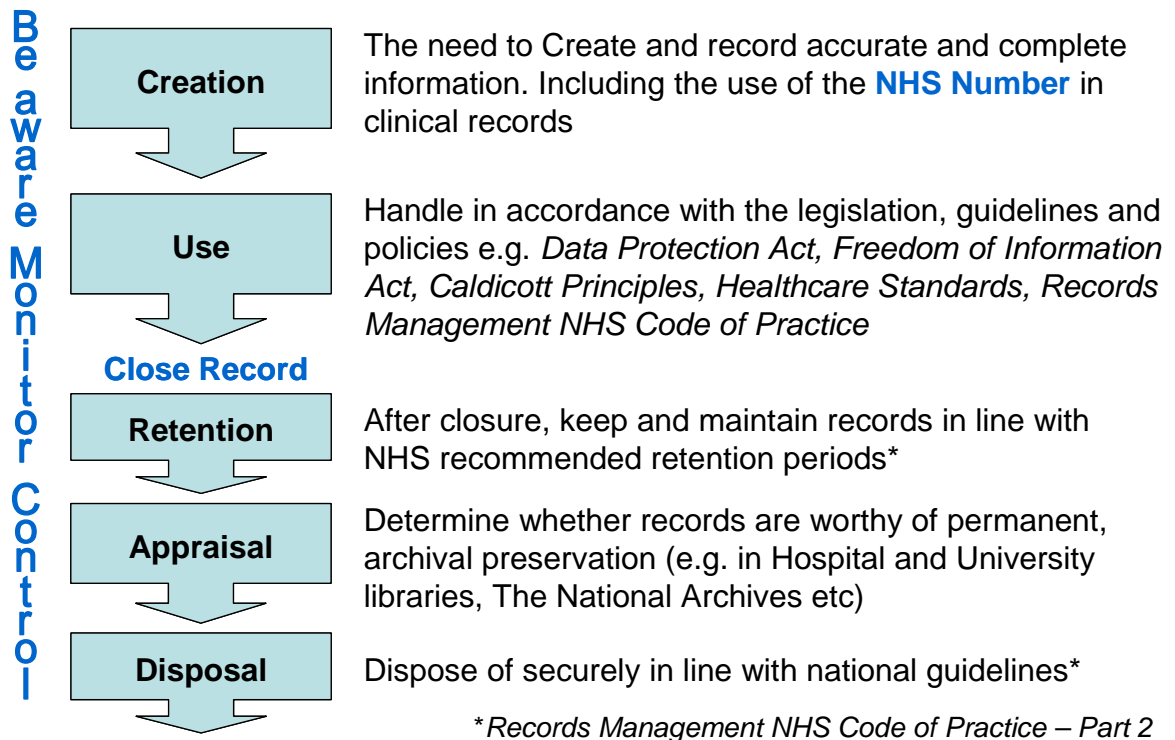 Be aware Monitor Control
Creation
The need to Create and record accurate and complete
information. Including the use of the NHS Number in
clinical records
Use
Handle in accordance with the legislation, guidelines and
policies e.g. Data Protection Act, Freedom of Information
Act, Caldicott Principles, Healthcare Standards, Records
Management NHS Code of Practice
Close Record
Retention
After closure, keep and maintain records in line with
NHS recommended retention periods*
Appraisal
Determine whether records are worthy of permanent,
archival preservation (e.g. in Hospital and University
libraries, The National Archives etc)
Disposal
Dispose of securely in line with national guidelines*
*Records Management NHS Code of Practice – Part 2